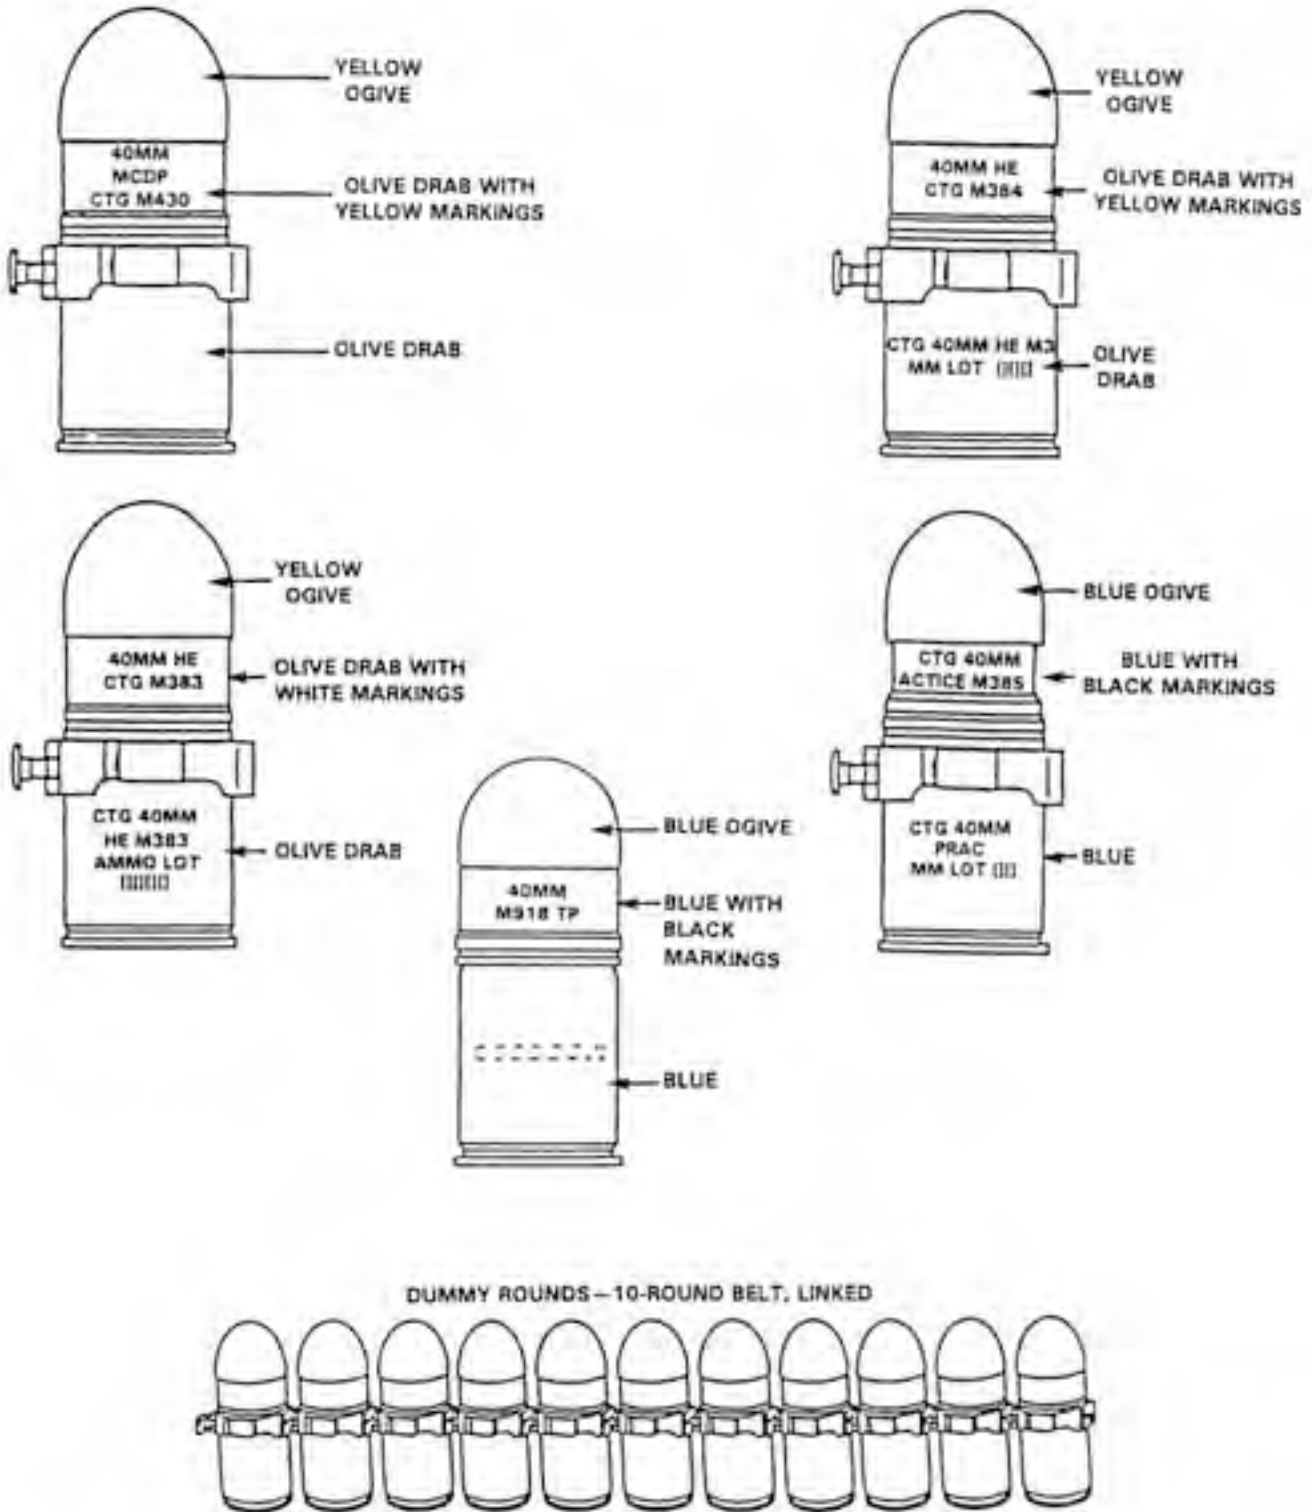 YELLOW
OGIVE
40MM
MCDP
CTG M430
OLIVE DRAB WITH
YELLOW MARKINGS
OLIVE DRAB
YELLOW
OGIVE
40MM HE
CTG M384
OLIVE DRAB WITH
YELLOW MARKINGS
CTG 40MM HE M3
MM LOT
OLIVE
DRAB
YELLOW
OGIVE
40MM HE
CTG M383
OLIVE DRAB WITH
WHITE MARKINGS
CTG 40MM
HE M383
AMMO LOT
OLIVE DRAB
BLUE OGIVE
CTG 40MM
ACTICE M385
BLUE WITH
BLACK MARKINGS
CTG 40MM
PRAC
MM LOT
BLUE
BLUE OGIVE
40MM
M918 TP
BLUE WITH
BLACK
MARKINGS
BLUE
DUMMY ROUNDS—10-ROUND BELT, LINKED